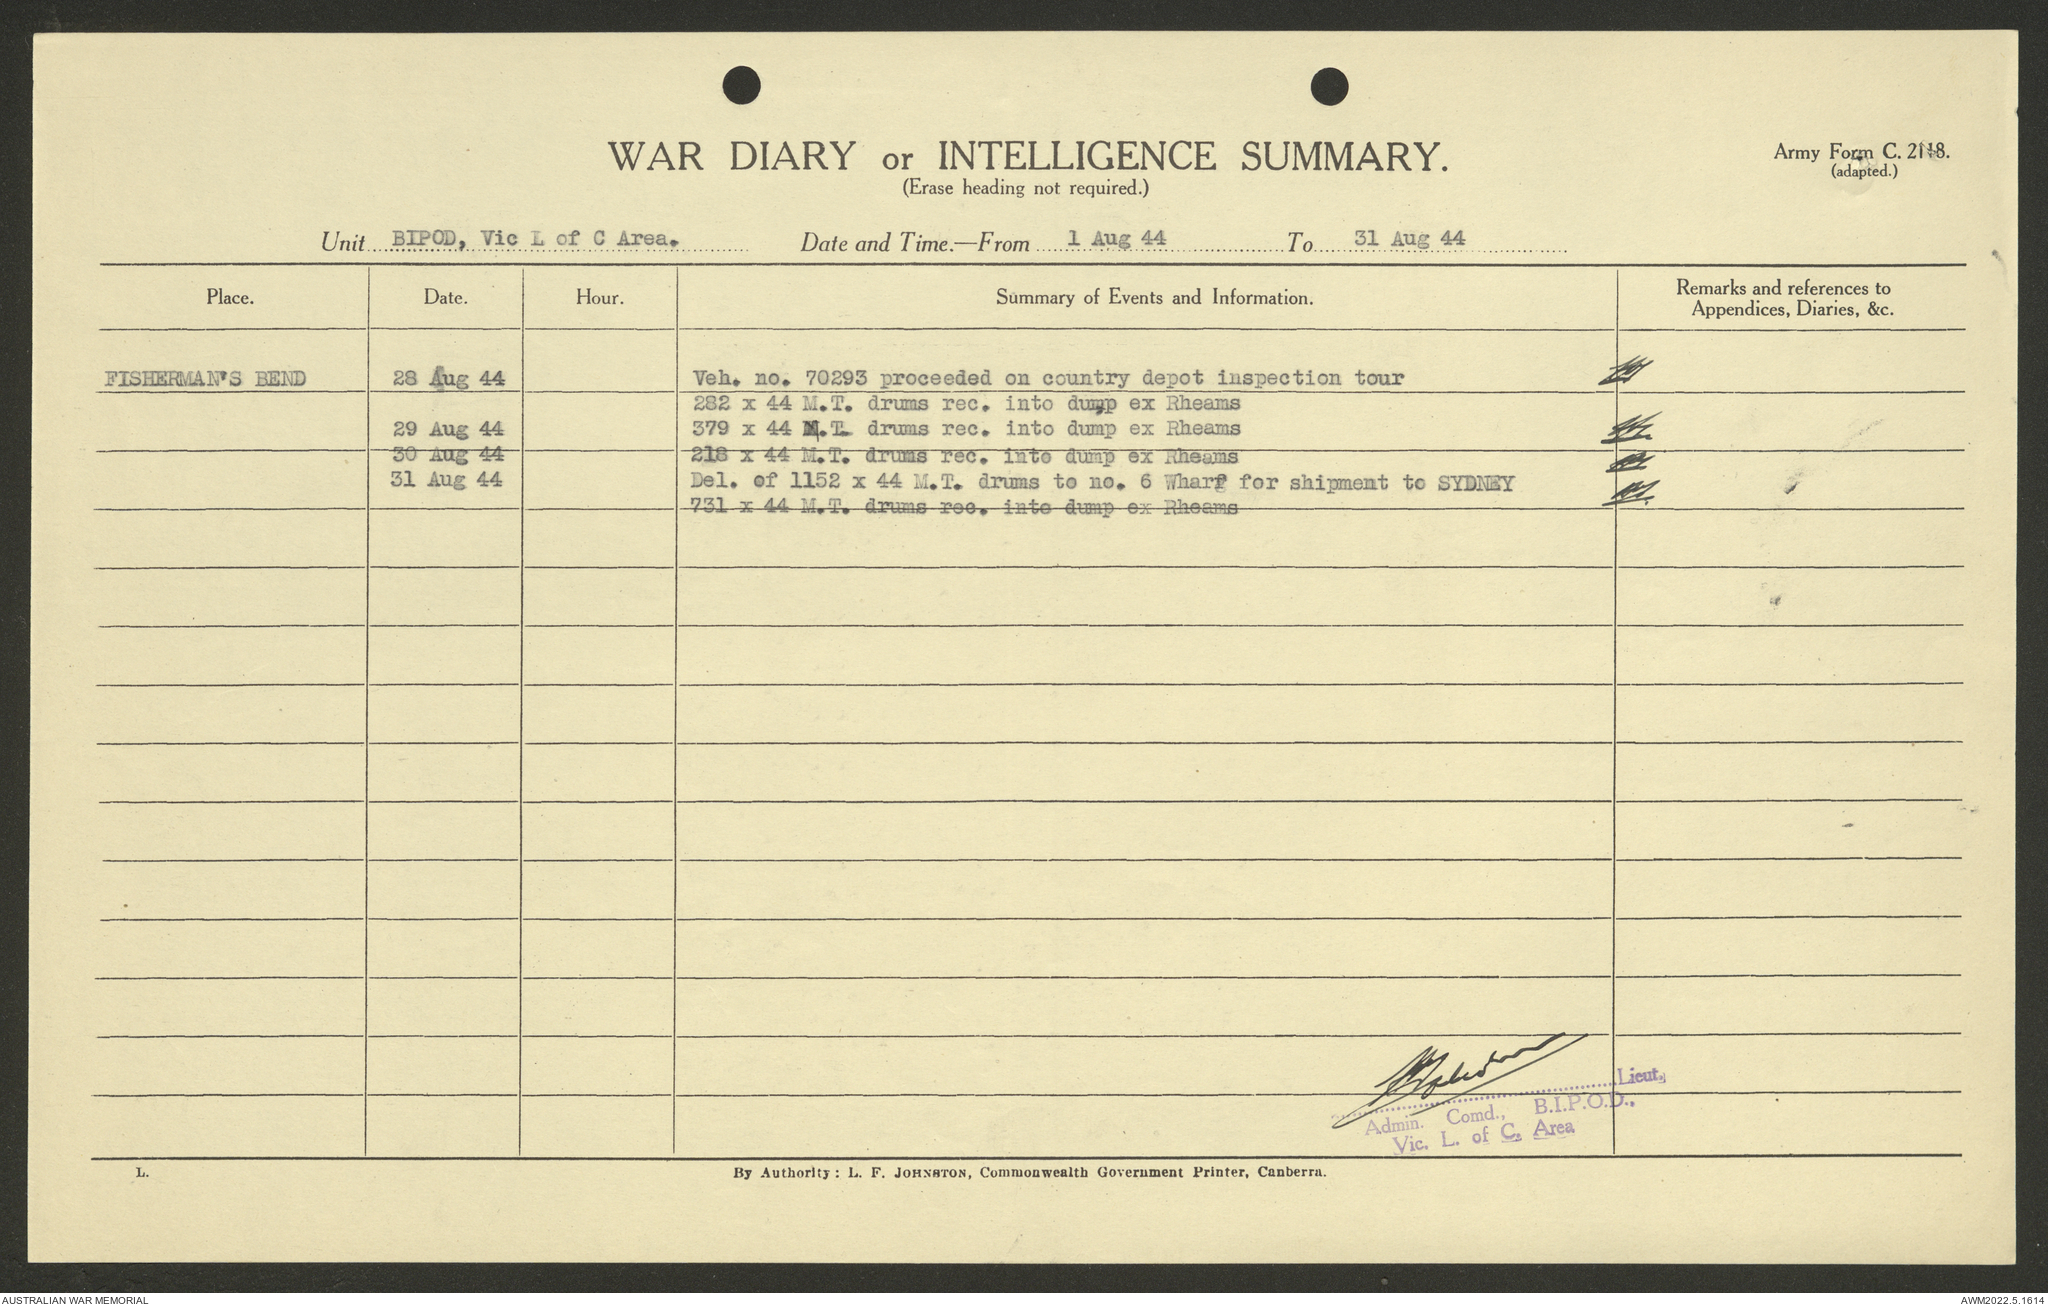 WAR DIARY or INTELLIGENCE SUMMARY.
(Erase heading not required.)
Army Form C. 2118.
(adapted.)
Unit BIPOD, Vic L of C Area. Date and Time.—From 1 Aug 44 To 31 Aug 44
Place. Date. Hour. Summary of Events and Information. Remarks and references to
Appendices, Diaries, &c.
FISHERMAN'S BEND 28 Aug 44 Veh. no. 70293 proceeded on country depot inspection tour
282 x 44 M.T. drums rec. into dump ex Rheams
29 Aug 44 379 x 44 M.T. drums rec. into dump ex Rheams
30 Aug 44 218 x 44 M.T. drums rec. into dump ex Rheams
31 Aug 44 Del. of 1152 x 44 M.T. drums to no. 6 Wharf for shipment to SYDNEY
731 x 44 M.T. drums rec. into dump ex Rheams
Lieut.
Admin. Comd., B.I.P.O.D.,
Vic. L. of C. Area
L. By Authority: L. F. JOHNSTON, Commonwealth Government Printer, Canberra.
AUSTRALIAN WAR MEMORIAL AWM2022.5.1614